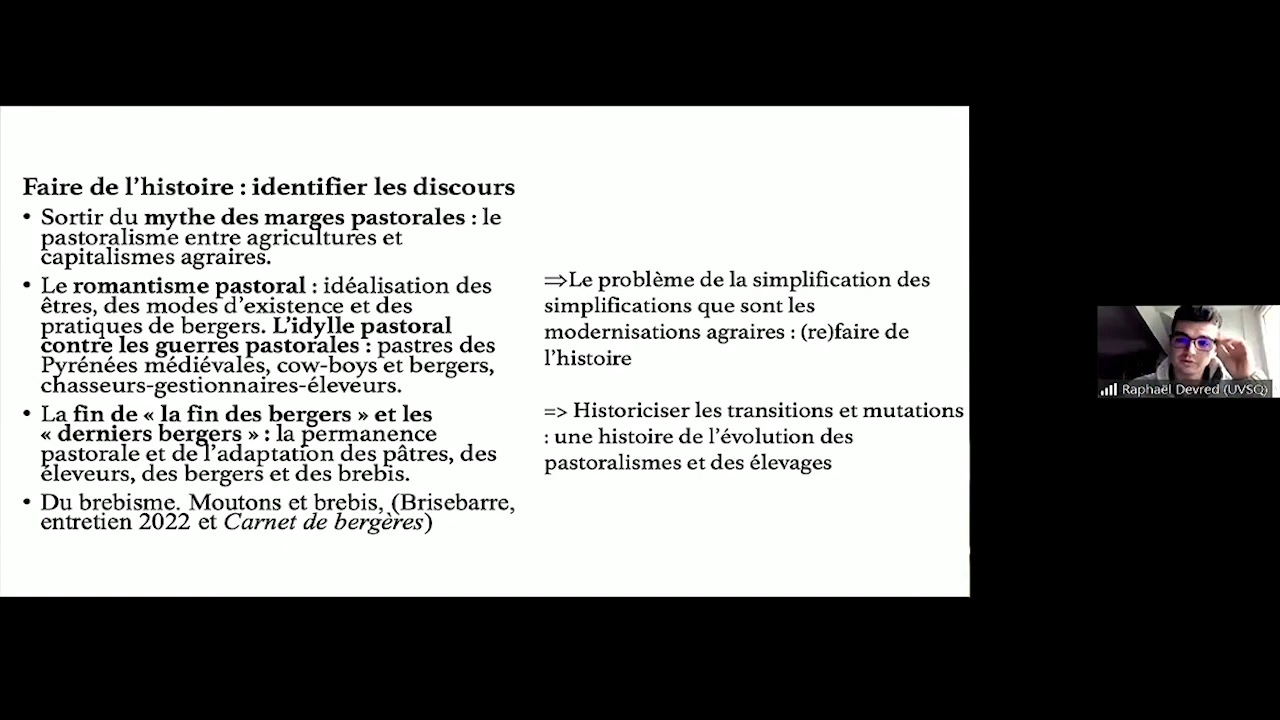 Faire de l'histoire : identifier les discours
• Sortir du mythe des marges pastorales : le
pastoralisme entre agricultures et
capitalismes agraires.
• Le romantisme pastoral : idéalisation des
êtres, des modes d'existence et des
pratiques de bergers. L'idylle pastoral
contre les guerres pastorales : pastres des
Pyrénées médiévales, cow-boys et bergers,
chasseurs-gestionnaires-éleveurs.
• La fin de « la fin des bergers » et les
« derniers bergers » : la permanence
pastorale et de l'adaptation des pâtres, des
éleveurs, des bergers et des brebis.
• Du brebisme. Moutons et brebis, (Brisebarre,
entretien 2022 et Carnet de bergères)
⇒Le problème de la simplification des
simplifications que sont les
modernisations agraires : (re)faire de
l'histoire
=> Historiciser les transitions et mutations
: une histoire de l'évolution des
pastoralismes et des élevages
Raphaël Devred (UVSQ)